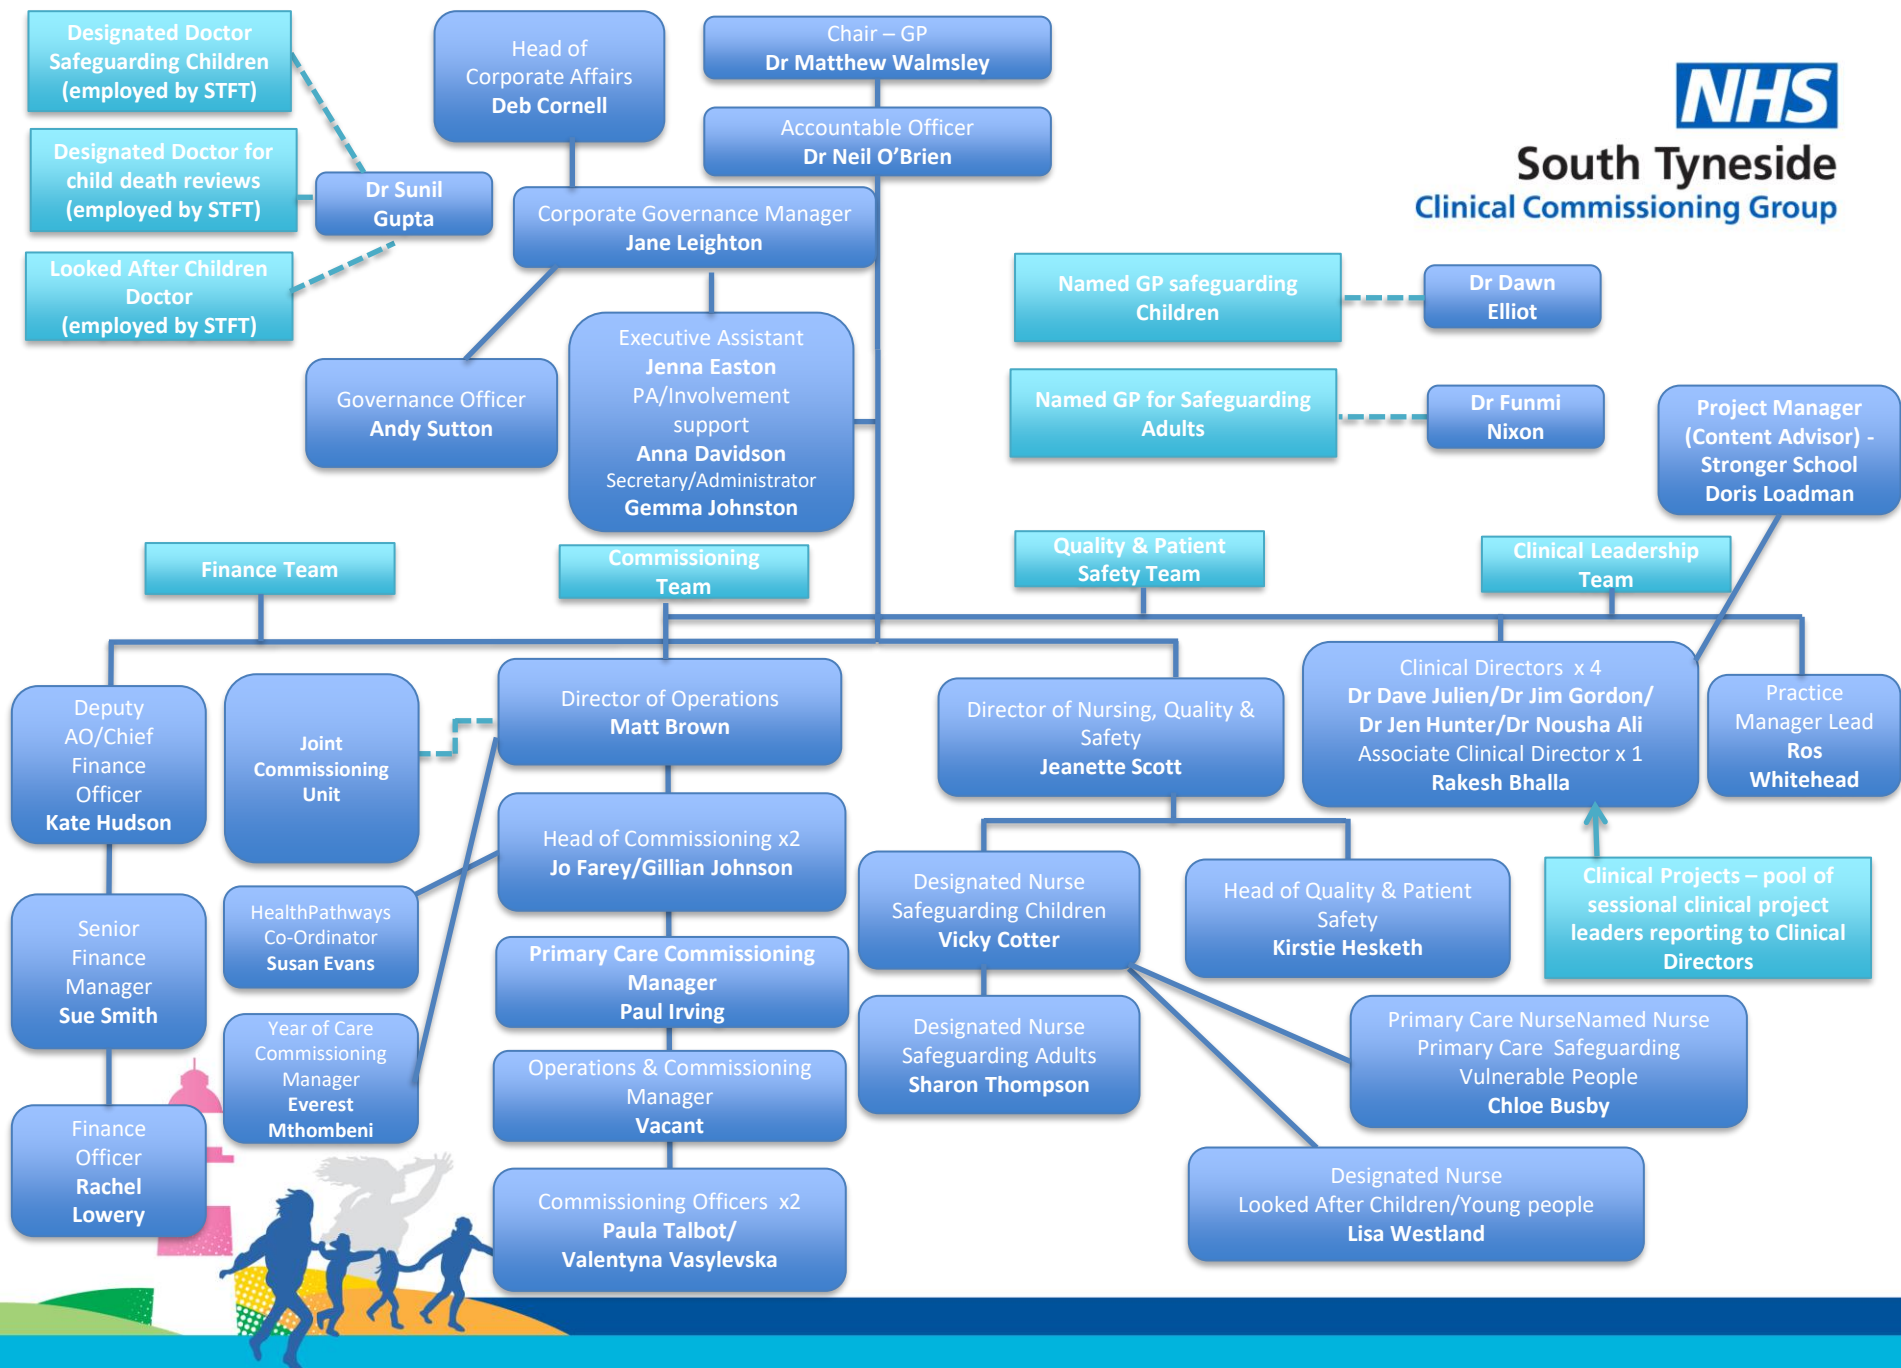 Designated Doctor
Safeguarding Children
(employed by STFT)
Designated Doctor for
child death reviews
(employed by STFT)
Looked After Children
Doctor
(employed by STFT)
Dr Sunil
Gupta
Head of
Corporate Affairs
Deb Cornell
Chair – GP
Dr Matthew Walmsley
Accountable Officer
Dr Neil O'Brien
NHS
South Tyneside
Clinical Commissioning Group
Corporate Governance Manager
Jane Leighton
Governance Officer
Andy Sutton
Executive Assistant
Jenna Easton
PA/Involvement
support
Anna Davidson
Secretary/Administrator
Gemma Johnston
Named GP safeguarding
Children
Dr Dawn
Elliot
Named GP for Safeguarding
Adults
Dr Funmi
Nixon
Project Manager
(Content Advisor) -
Stronger School
Doris Loadman
Finance Team
Commissioning
Team
Quality & Patient
Safety Team
Clinical Leadership
Team
Deputy
AO/Chief
Finance
Officer
Kate Hudson
Senior
Finance
Manager
Sue Smith
Finance
Officer
Rachel
Lowery
Joint
Commissioning
Unit
HealthPathways
Co-Ordinator
Susan Evans
Year of Care
Commissioning
Manager
Everest
Mthombeni
Director of Operations
Matt Brown
Head of Commissioning x2
Jo Farey/Gillian Johnson
Primary Care Commissioning
Manager
Paul Irving
Operations & Commissioning
Manager
Vacant
Commissioning Officers x2
Paula Talbot/
Valentyna Vasylevska
Director of Nursing, Quality &
Safety
Jeanette Scott
Designated Nurse
Safeguarding Children
Vicky Cotter
Designated Nurse
Safeguarding Adults
Sharon Thompson
Head of Quality & Patient
Safety
Kirstie Hesketh
Primary Care NurseNamed Nurse
Primary Care Safeguarding
Vulnerable People
Chloe Busby
Designated Nurse
Looked After Children/Young people
Lisa Westland
Clinical Directors x 4
Dr Dave Julien/Dr Jim Gordon/
Dr Jen Hunter/Dr Nousha Ali
Associate Clinical Director x 1
Rakesh Bhalla
Practice
Manager Lead
Ros
Whitehead
Clinical Projects – pool of
sessional clinical project
leaders reporting to Clinical
Directors